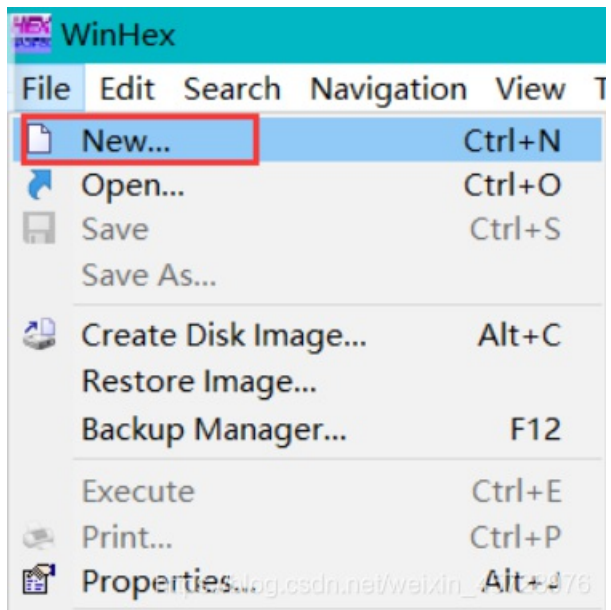 WinHex
File Edit Search Navigation View T
New... Ctrl+N
Open... Ctrl+O
Save Ctrl+S
Save As...
Create Disk Image... Alt+C
Restore Image...
Backup Manager... F12
Execute Ctrl+E
Print... Ctrl+P
Properties...